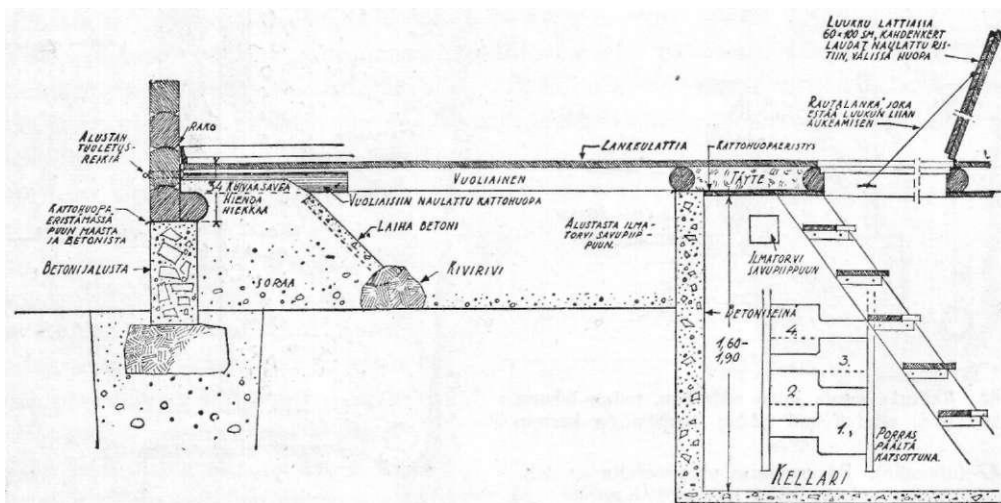 LUUKKU LATTIASSA
60×100 SM, KAHDENKERT
LAUDAT NAULATTU RIS-
TIIN, VÄLISSÄ HUOPA
RAUTALANKA, JOKA
ESTÄÄ LUUKUN LIIAN
AUKEAMISEN
RAKO
ALUSTAN
TUULETUS-
REIKIÄ
LANKKULATTIA
KATTOHUOPAERISTYS
VUOLIAINEN
TÄYTE
34
KUIVAA SAVEA
HIENOA
HIEKKAA
VUOLIAISIIN NAULATTU KATTOHUOPA
KATTOHUOPA
ERISTÄMÄSSÄ
PUUN MAASTA
JA BETONISTA
LAIHA BETONI
ALUSTASTA ILMA-
TORVI SAVUPIIP-
PUUN.
ILMATORVI
SAVUPIIPPUUN
BETONIJALUSTA
SORAA
KIVIRIVI
BETONISEINÄ
1,60-
1,90
4.
3.
2.
1.
PORRAS
PÄÄLTÄ
KATSOTTUNA.
KELLARI